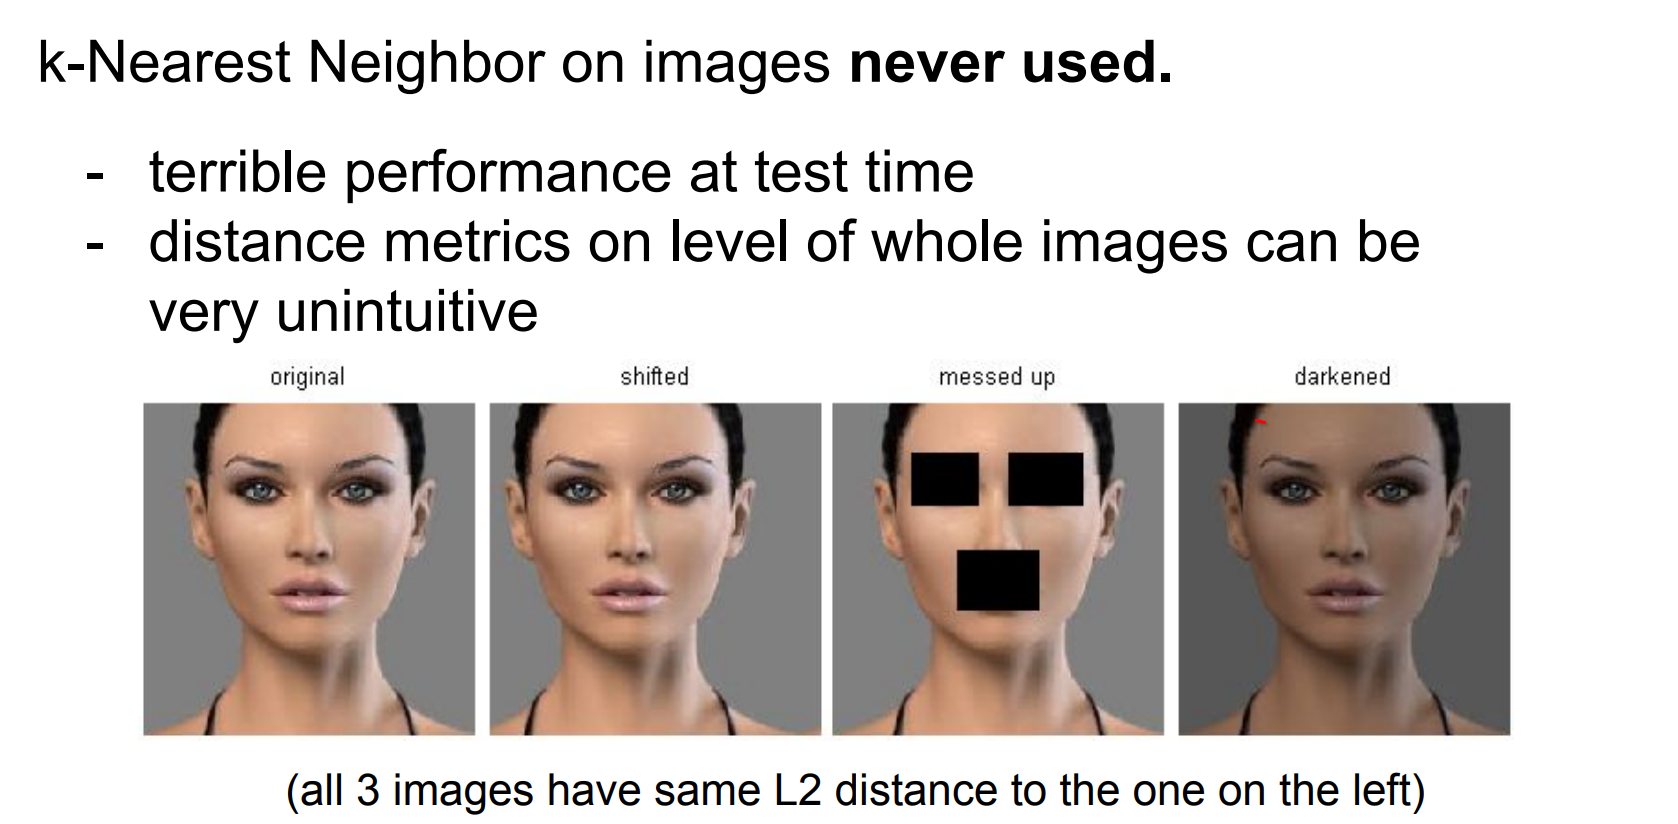 k-Nearest Neighbor on images never used.
- terrible performance at test time
- distance metrics on level of whole images can be
very unintuitive
original shifted messed up darkened
(all 3 images have same L2 distance to the one on the left)